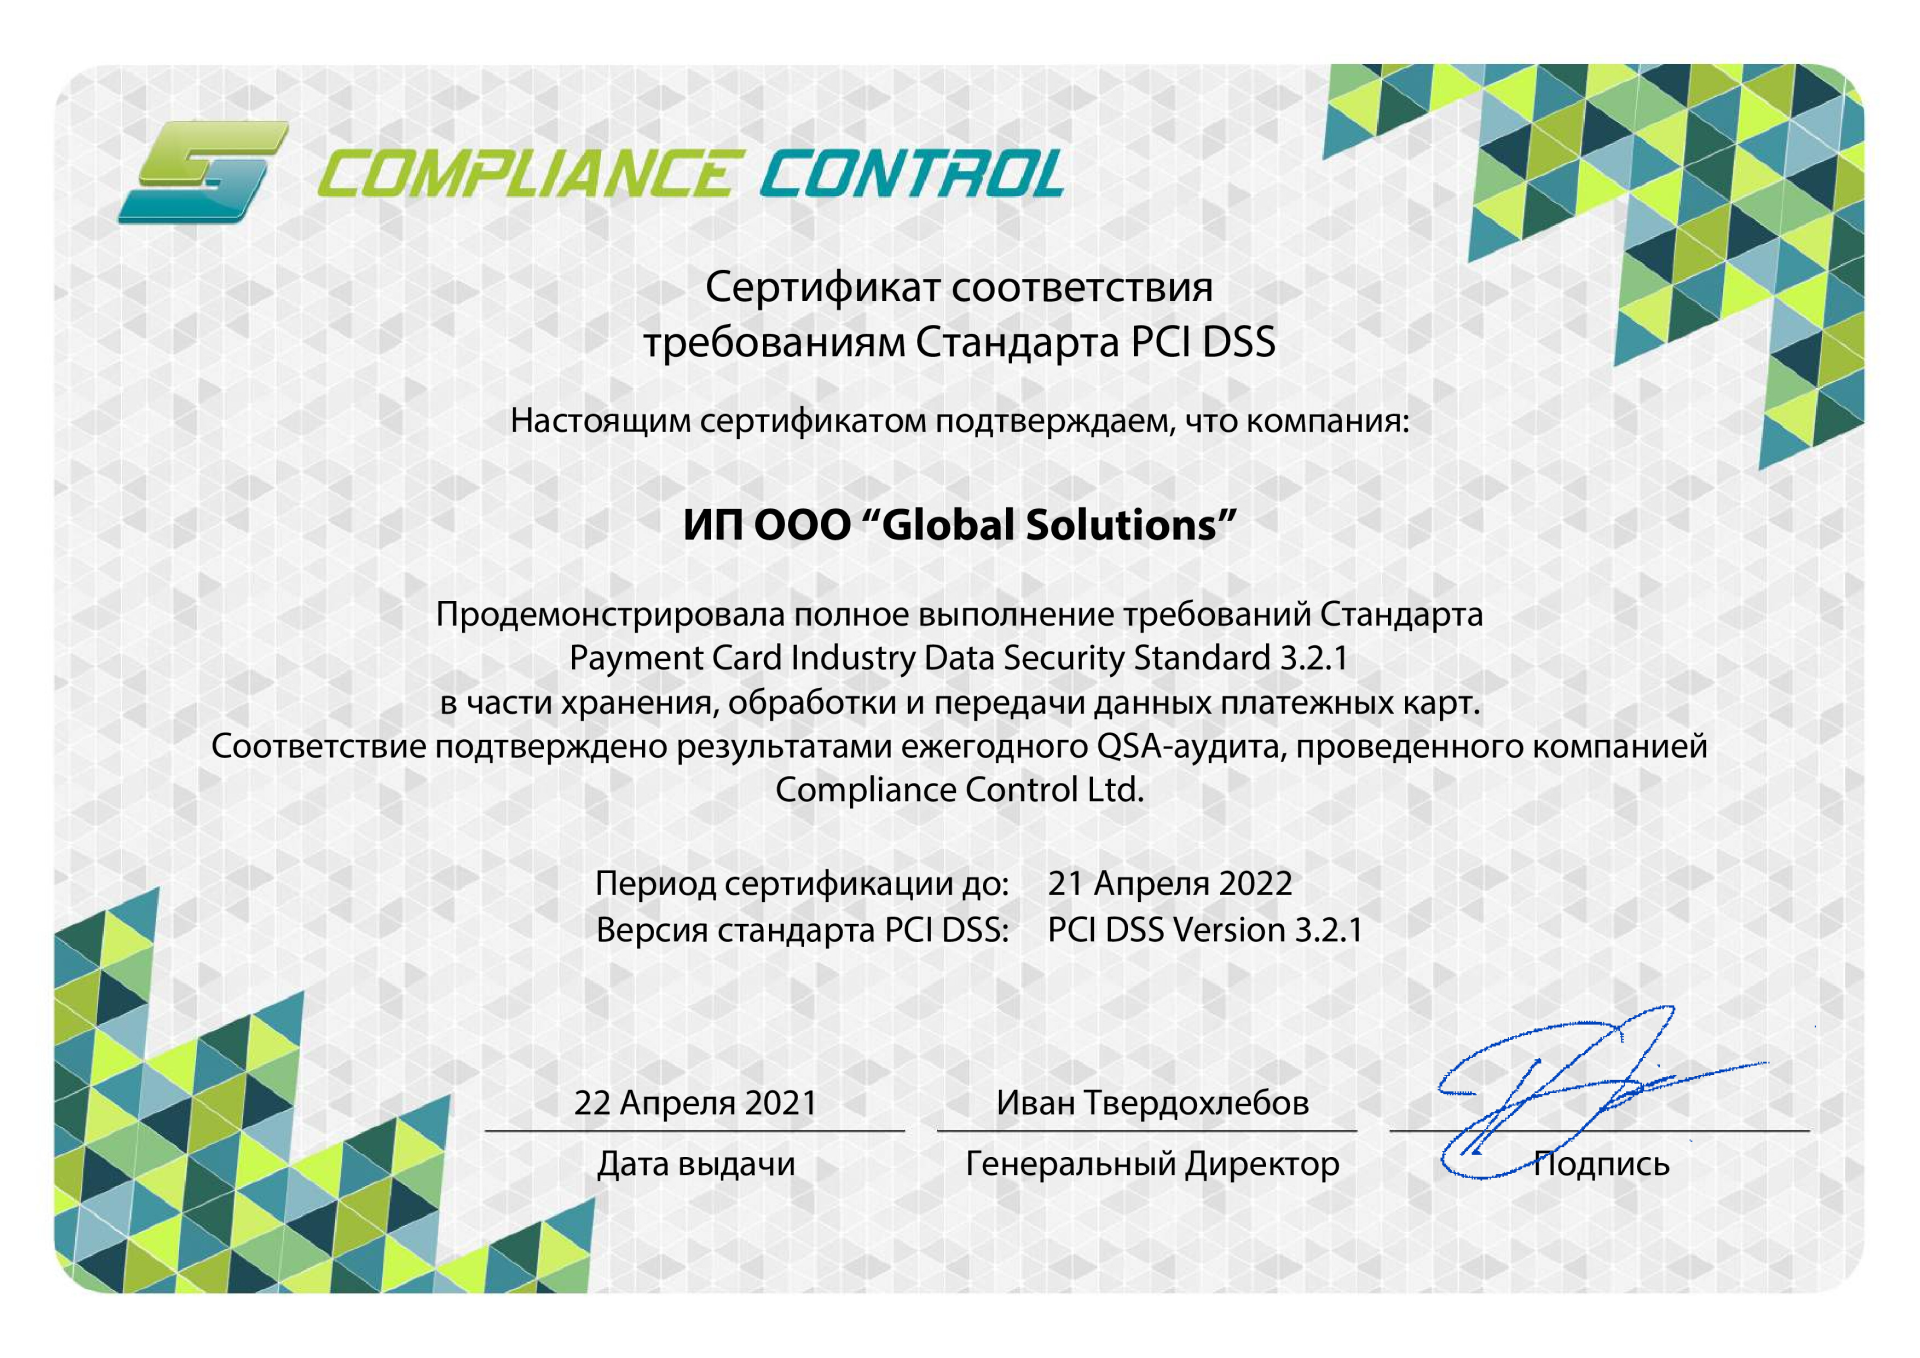 COMPLIANCE CONTROL
Сертификат соответствия
требованиям Стандарта PCI DSS
Настоящим сертификатом подтверждаем, что компания:
ИП ООО “Global Solutions”
Продемонстрировала полное выполнение требований Стандарта
Payment Card Industry Data Security Standard 3.2.1
в части хранения, обработки и передачи данных платежных карт.
Соответствие подтверждено результатами ежегодного QSA-аудита, проведенного компанией
Compliance Control Ltd.
Период сертификации до: 21 Апреля 2022
Версия стандарта PCI DSS: PCI DSS Version 3.2.1
22 Апреля 2021 Иван Твердохлебов
Дата выдачи Генеральный Директор Подпись